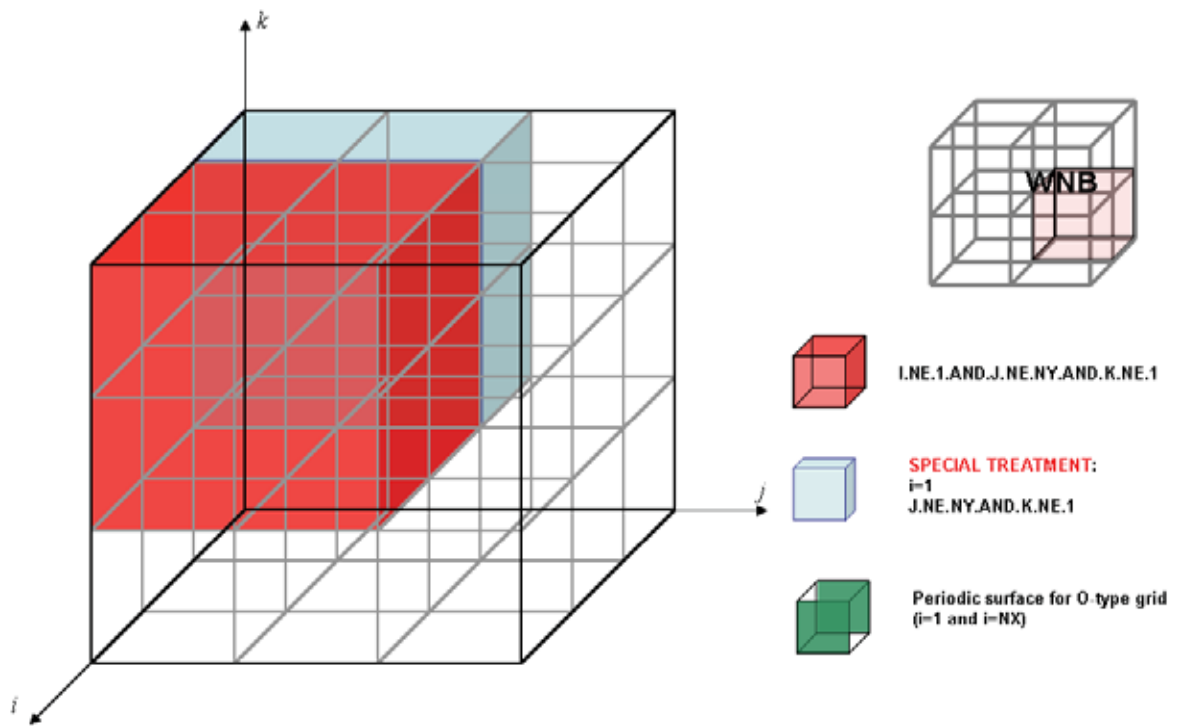 k
WNB
I.NE.1.AND.J.NE.NY.AND.K.NE.1
SPECIAL TREATMENT:
i=1
J.NE.NY.AND.K.NE.1
j
Periodic surface for O-type grid
(i=1 and i=NX)
i